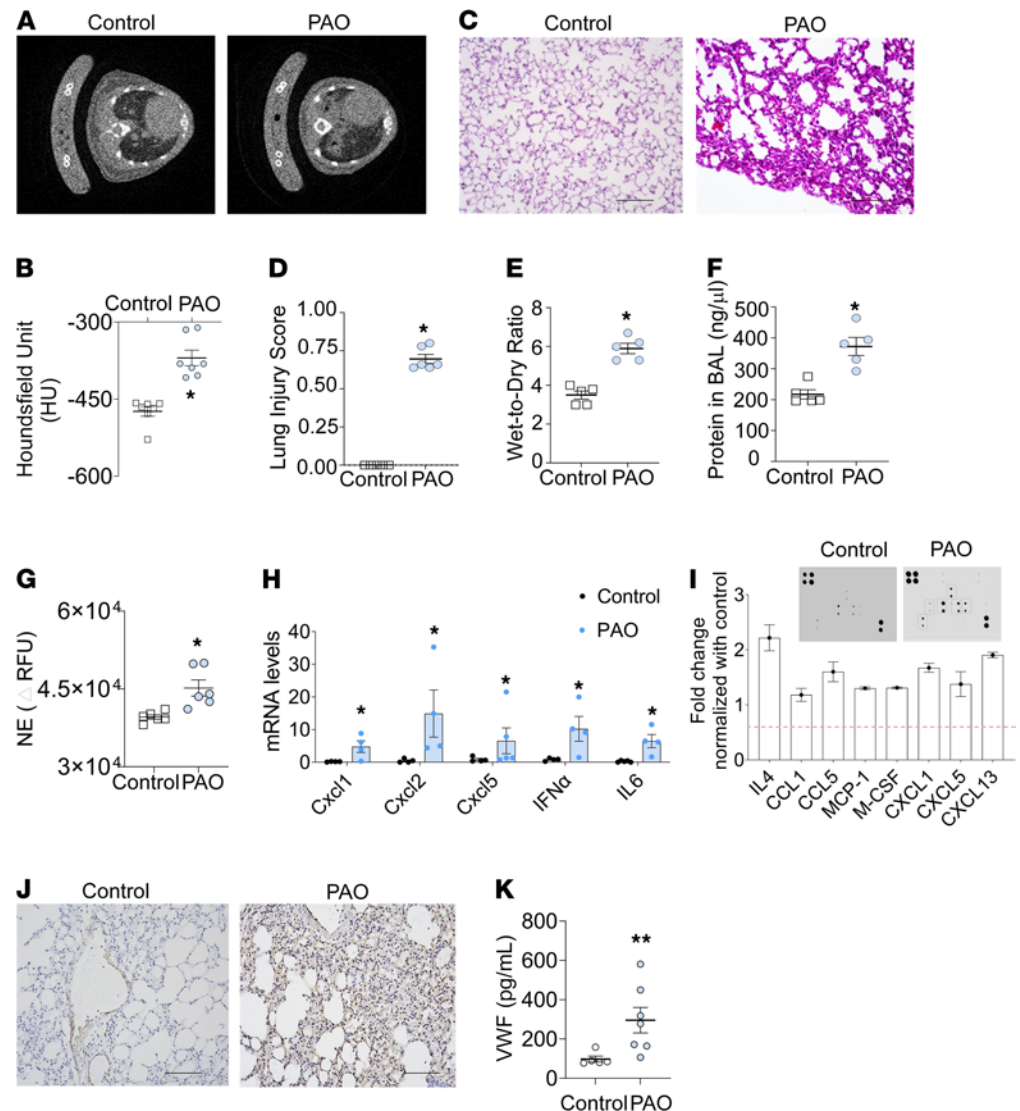 A
Control
PAO
C
Control
PAO
B
Control PAO
Houndsfield Unit
(HU)
-300
-450
-600
*
D
Lung Injury Score
1.00
0.75
0.50
0.25
0.00
*
Control PAO
E
Wet-to-Dry Ratio
8
6
4
2
0
*
Control PAO
F
Protein in BAL (ng/μl)
400
300
200
100
0
*
Control PAO
G
NE (△ RFU)
6×10⁴
4.5×10⁴
3×10⁴
*
Control PAO
H
Control
PAO
mRNA levels
40
30
20
10
0
*
*
*
*
*
Cxcl1
Cxcl2
Cxcl5
IFNα
IL6
I
Control
PAO
Fold change
normalized with control
3
2
1
0
IL4
CCL1
CCL5
MCP-1
M-CSF
CXCL1
CXCL5
CXCL13
J
Control
PAO
K
VWF (pg/mL)
800
600
400
200
0
**
Control PAO